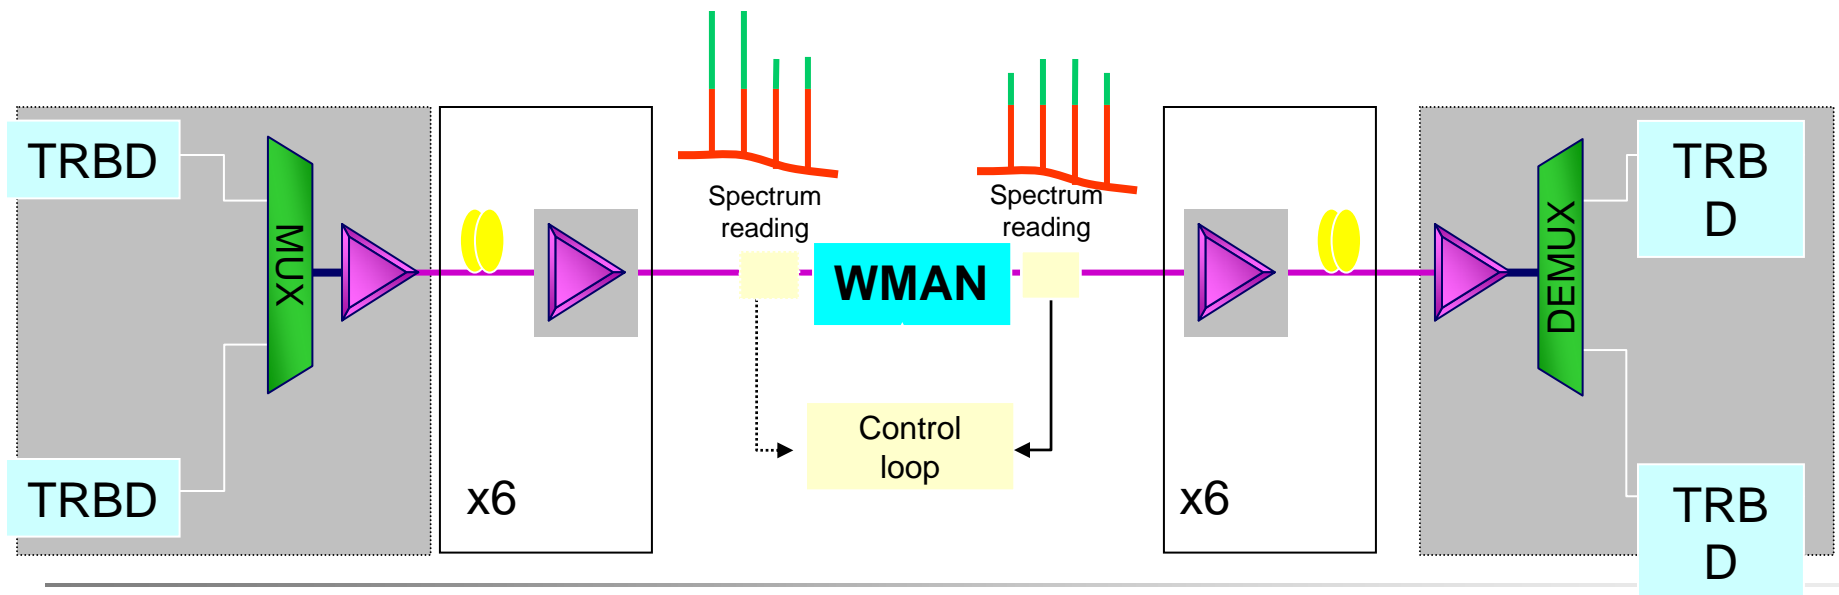 TRBD
TRBD
MUX
x6
Spectrum
reading
WMAN
Spectrum
reading
Control
loop
x6
DEMUX
TRB
D
TRB
D